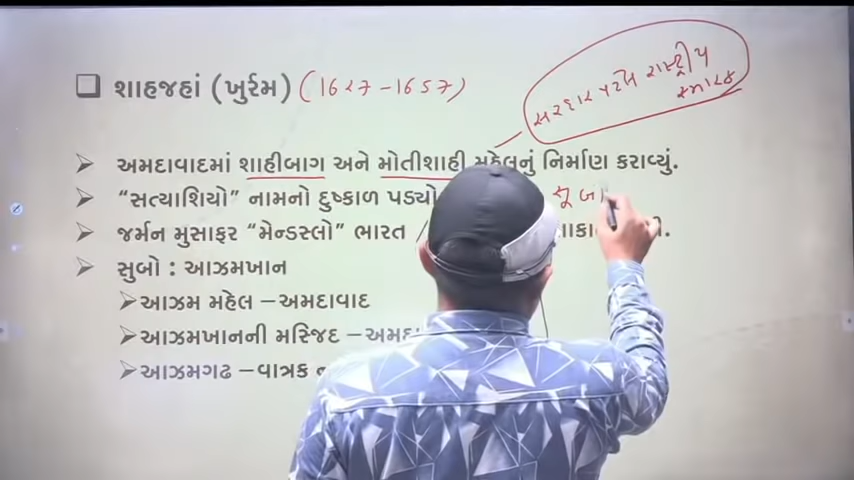 શાહજહાં (ખુર્રમ) (1627 - 1657)
સરદાર પટેલ રાષ્ટ્રીય
સ્મારક
અમદાવાદમાં શાહીબાગ અને મોતીશાહી મહેલનું નિર્માણ કરાવ્યું.
“સત્યાશિયો” નામનો દુષ્કાળ પડ્યો
જર્મન મુસાફર “મેન્ડસ્લો” ભારત
સુબો : આઝમખાન
આઝમ મહેલ – અમદાવાદ
આઝમખાનની મસ્જિદ – અમદા
આઝમગઢ – વાત્રક